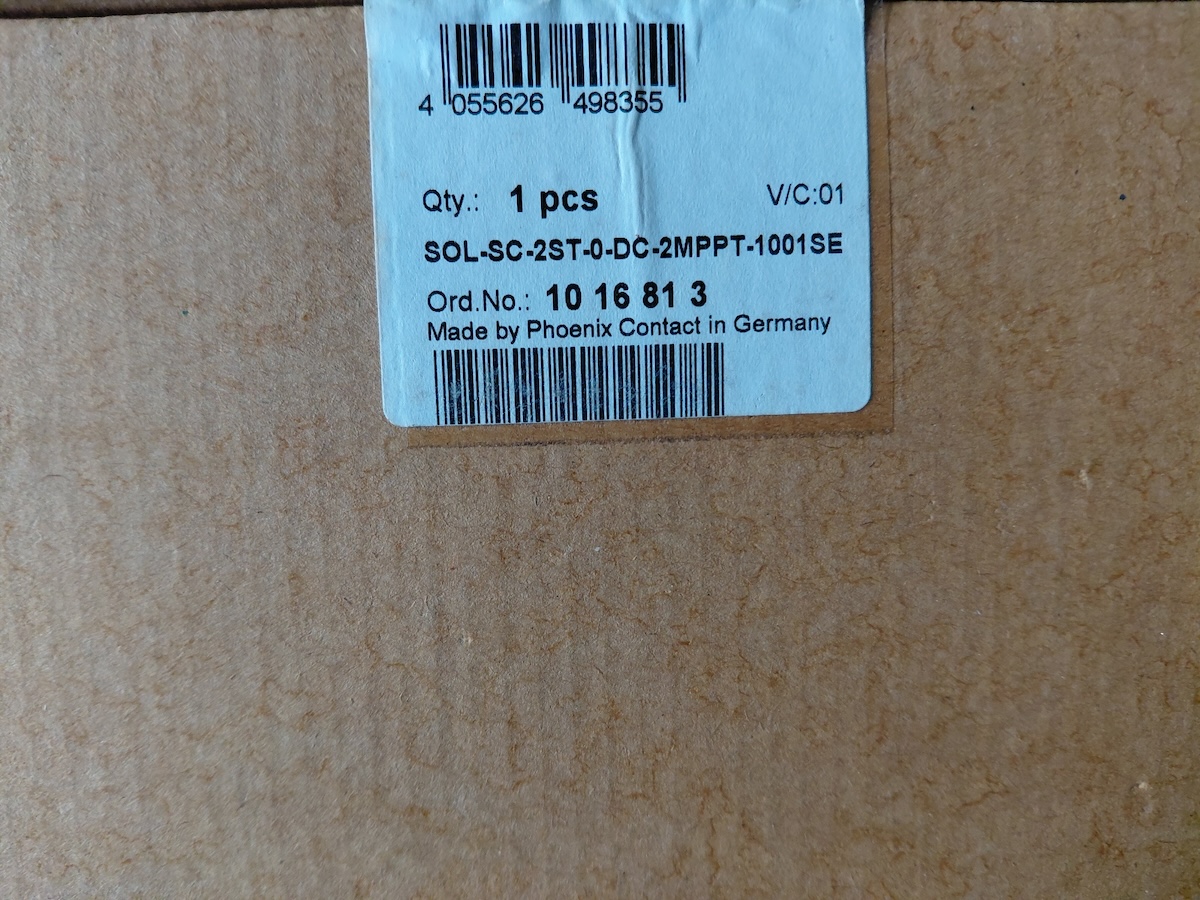 4 055626 498355
Qty.: 1 pcs V/C:01
SOL-SC-2ST-0-DC-2MPPT-1001SE
Ord.No.: 10 16 81 3
Made by Phoenix Contact in Germany